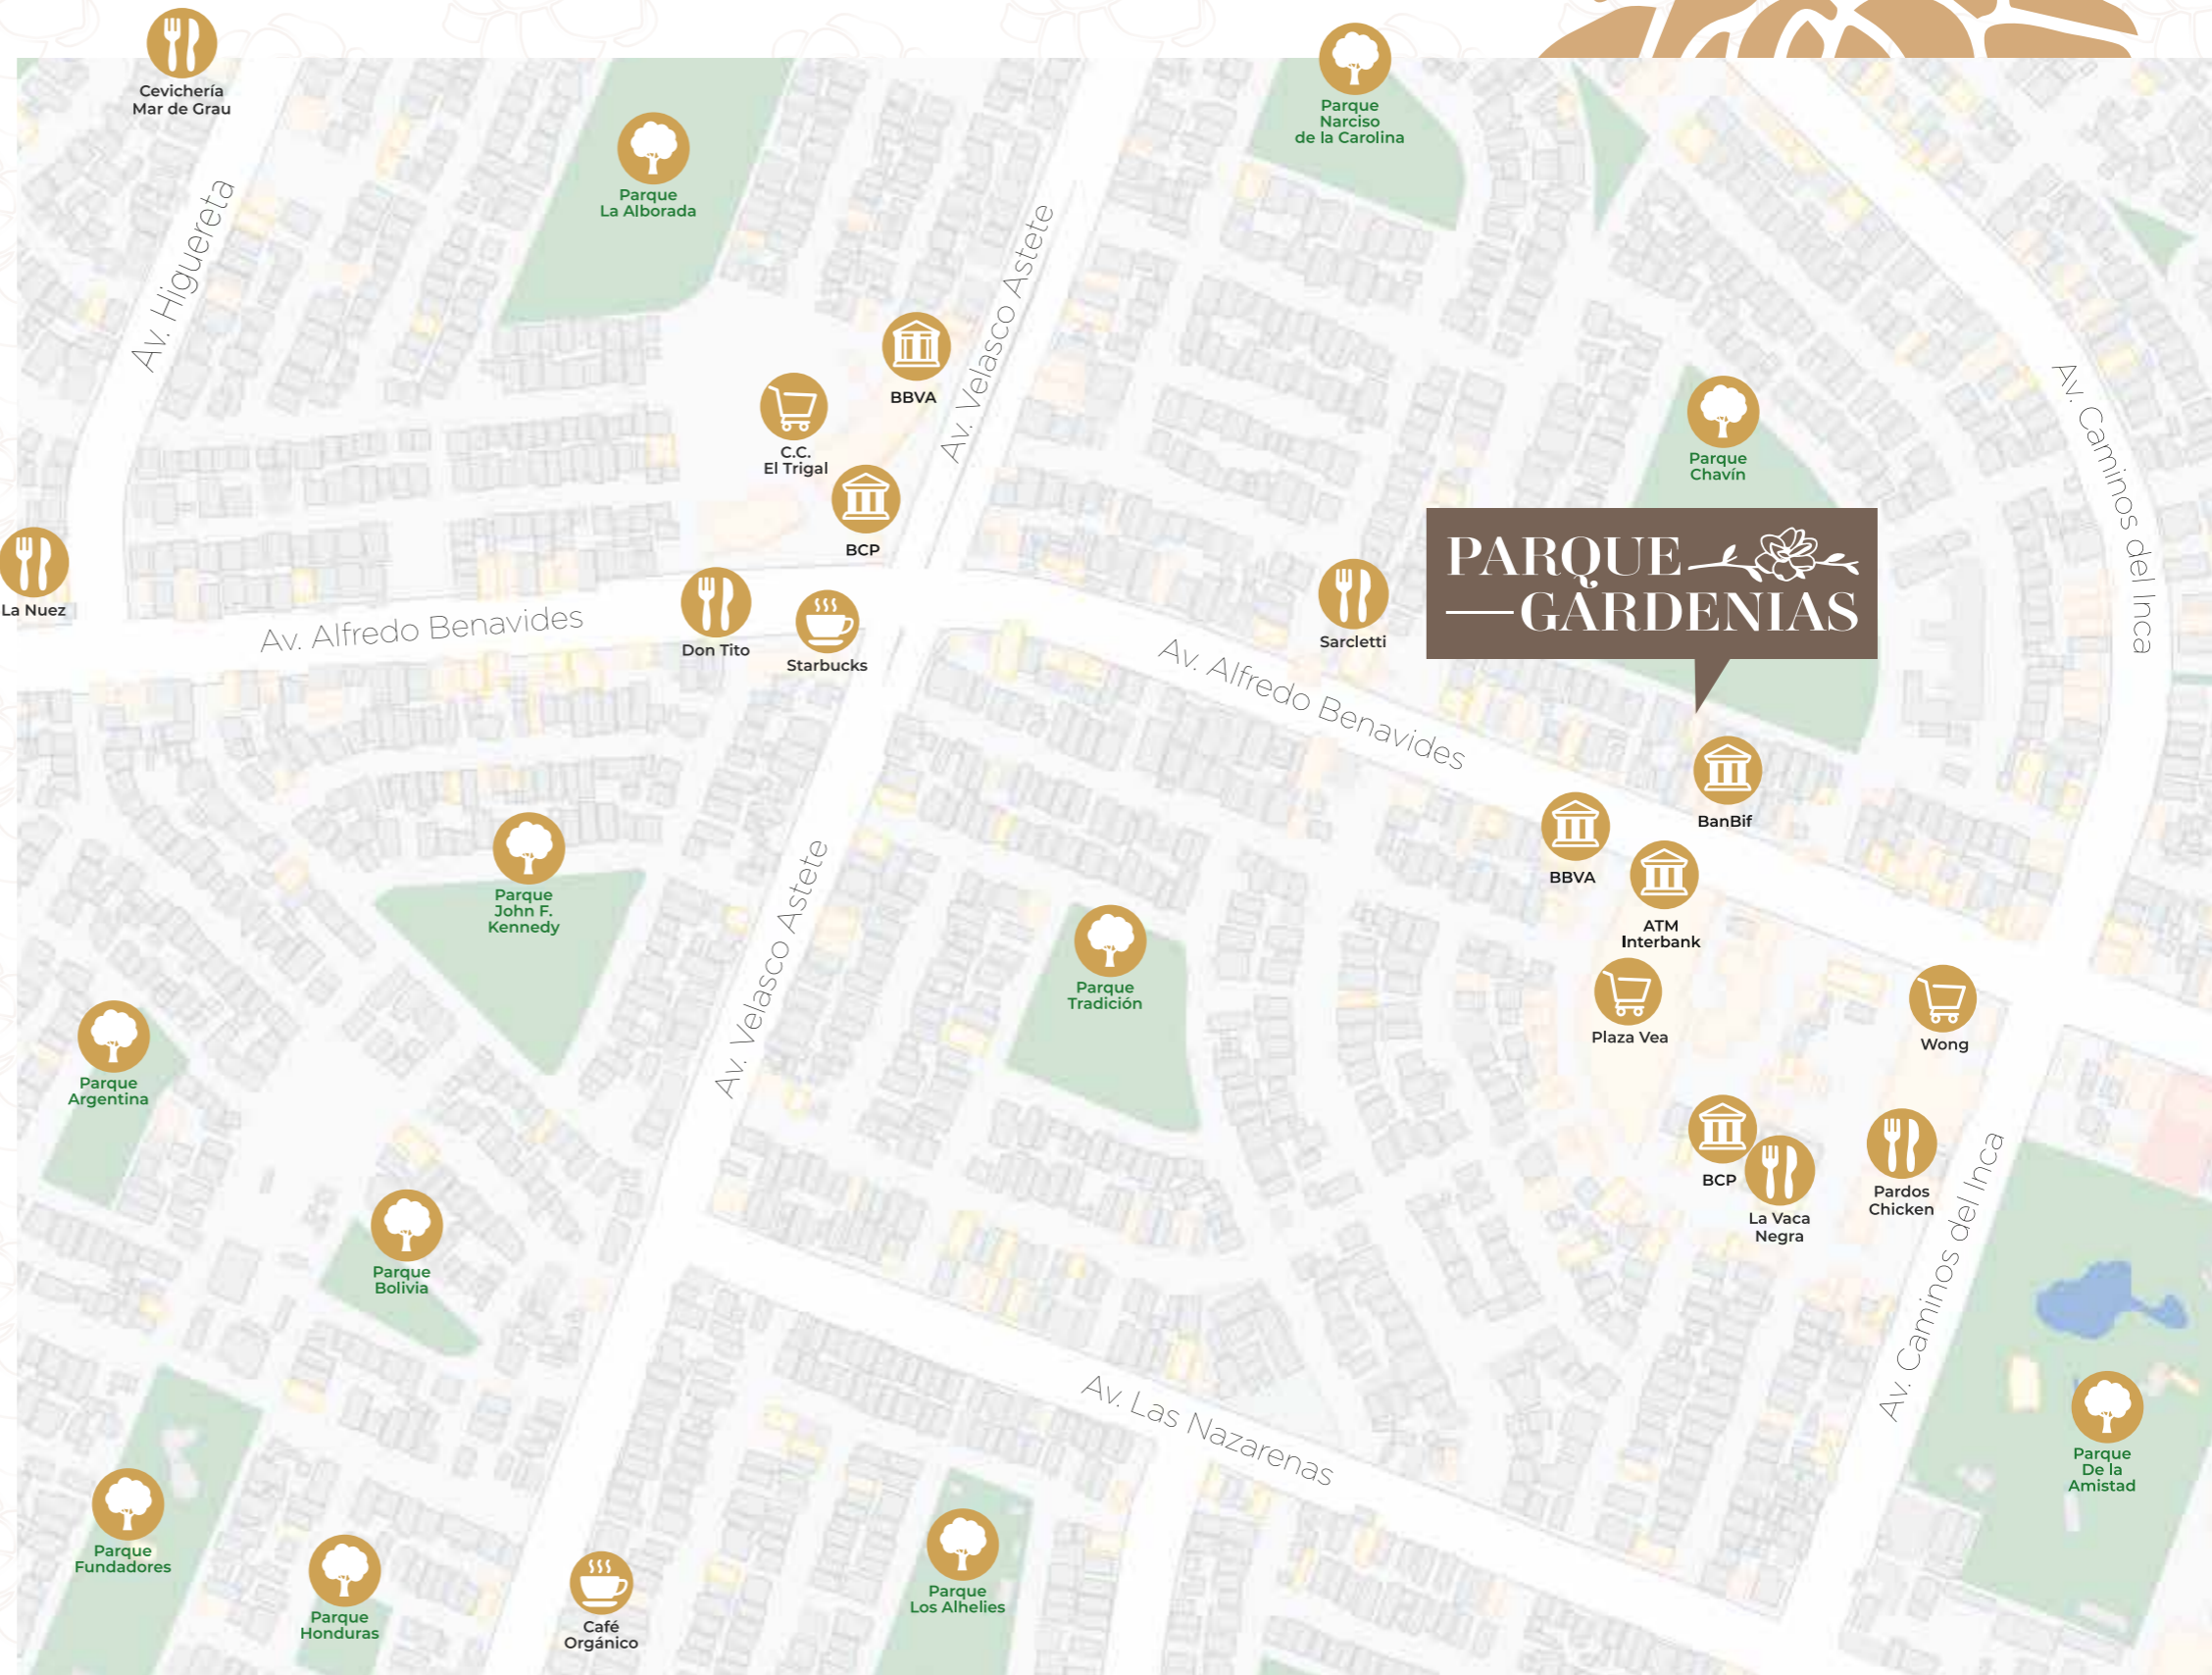 Cevichería
Mar de Grau
Parque
Narciso
de la Carolina
Parque
La Alborada
Av. Higuereta
Av. Velasco Astete
BBVA
C.C.
El Trigal
BCP
Parque
Chavín
Av. Caminos del Inca
La Nuez
Av. Alfredo Benavides
Don Tito
Starbucks
Sarcletti
PARQUE
GARDENIAS
Av. Alfredo Benavides
BanBif
BBVA
ATM
Interbank
Parque
John F.
Kennedy
Av. Velasco Astete
Parque
Tradición
Plaza Vea
Wong
Parque
Argentina
BCP
La Vaca
Negra
Pardos
Chicken
Parque
Bolivia
Av. Caminos del Inca
Av. Las Nazarenas
Parque
De la
Amistad
Parque
Fundadores
Parque
Honduras
Café
Orgánico
Parque
Los Alhelies